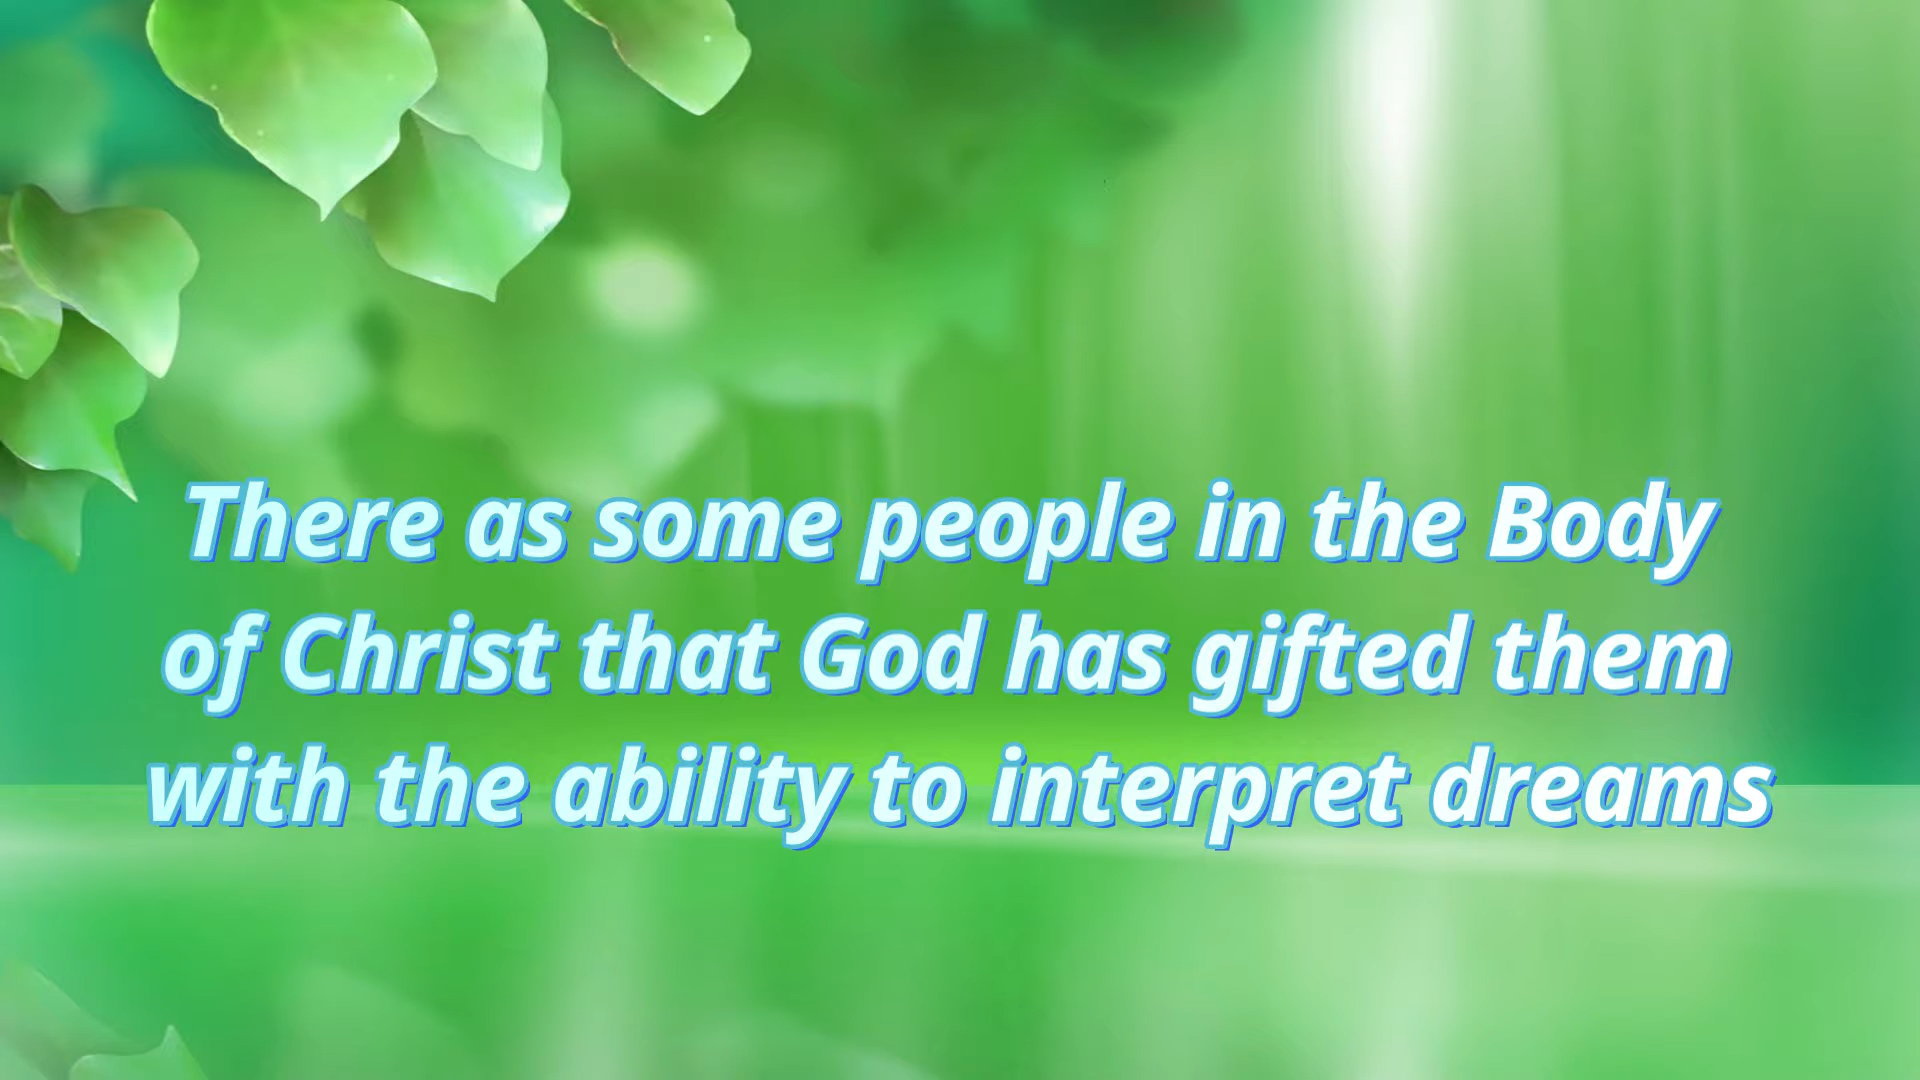 There as some people in the Body
of Christ that God has gifted them
with the ability to interpret dreams